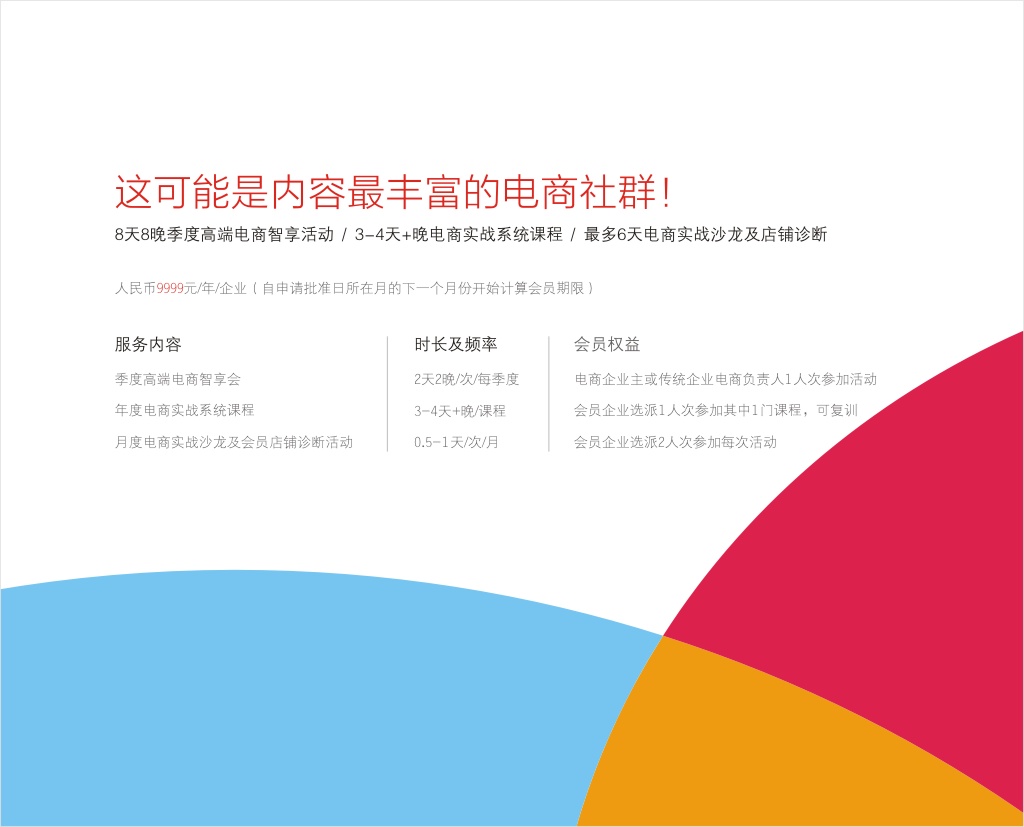 这可能是内容最丰富的电商社群！
8天8晚季度高端电商智享活动 / 3-4天+晚电商实战系统课程 / 最多6天电商实战沙龙及店铺诊断
人民币9999元/年/企业（自申请批准日所在月的下一个月份开始计算会员期限）
服务内容 时长及频率 会员权益
季度高端电商智享会 2天2晚/次/每季度 电商企业主或传统企业电商负责人1人次参加活动
年度电商实战系统课程 3-4天+晚/课程 会员企业选派1人次参加其中1门课程，可复训
月度电商实战沙龙及会员店铺诊断活动 0.5-1天/次/月 会员企业选派2人次参加每次活动